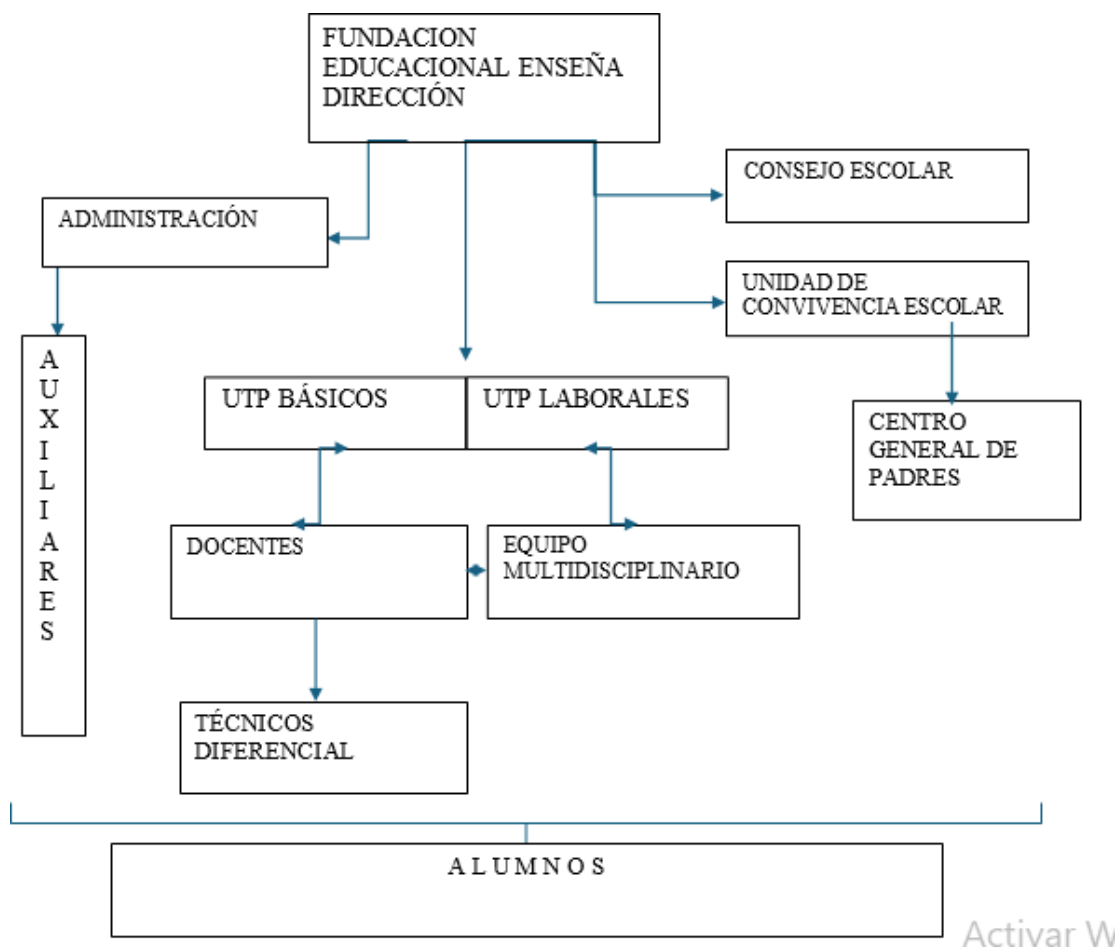 FUNDACION
EDUCACIONAL ENSEÑA
DIRECCIÓN
CONSEJO ESCOLAR
ADMINISTRACIÓN
UNIDAD DE
CONVIVENCIA ESCOLAR
A
U
X
I
L
I
A
R
E
S
UTP BÁSICOS
UTP LABORALES
CENTRO
GENERAL DE
PADRES
DOCENTES
EQUIPO
MULTIDISCIPLINARIO
TÉCNICOS
DIFERENCIAL
A L U M N O S
Activar W